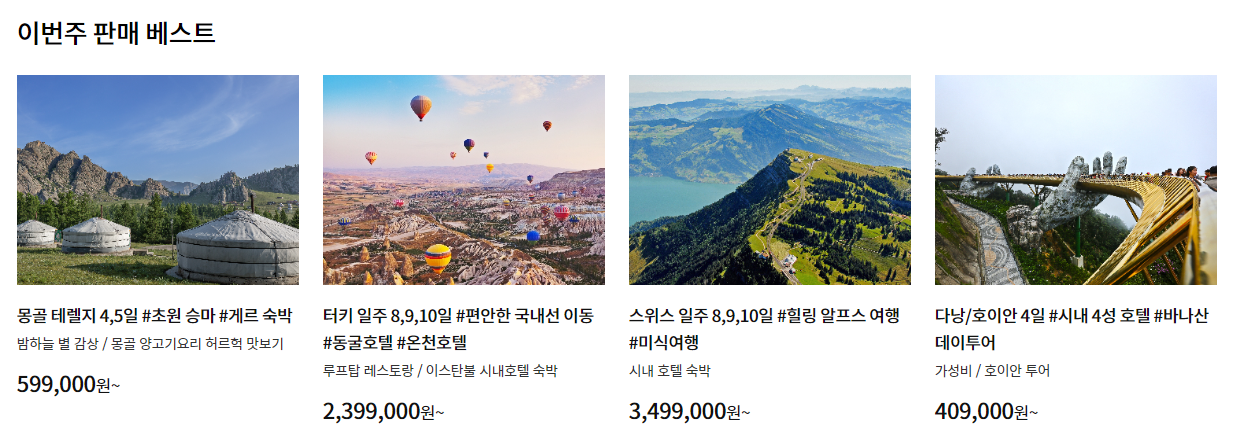 이번주 판매 베스트
몽골 테렐지 4,5일 #초원 승마 #게르 숙박
밤하늘 별 감상 / 몽골 양고기요리 허르헉 맛보기
599,000원~
터키 일주 8,9,10일 #편안한 국내선 이동
#동굴호텔 #온천호텔
루프탑 레스토랑 / 이스탄불 시내호텔 숙박
2,399,000원~
스위스 일주 8,9,10일 #힐링 알프스 여행
#미식여행
시내 호텔 숙박
3,499,000원~
다낭/호이안 4일 #시내 4성 호텔 #바나산
데이투어
가성비 / 호이안 투어
409,000원~